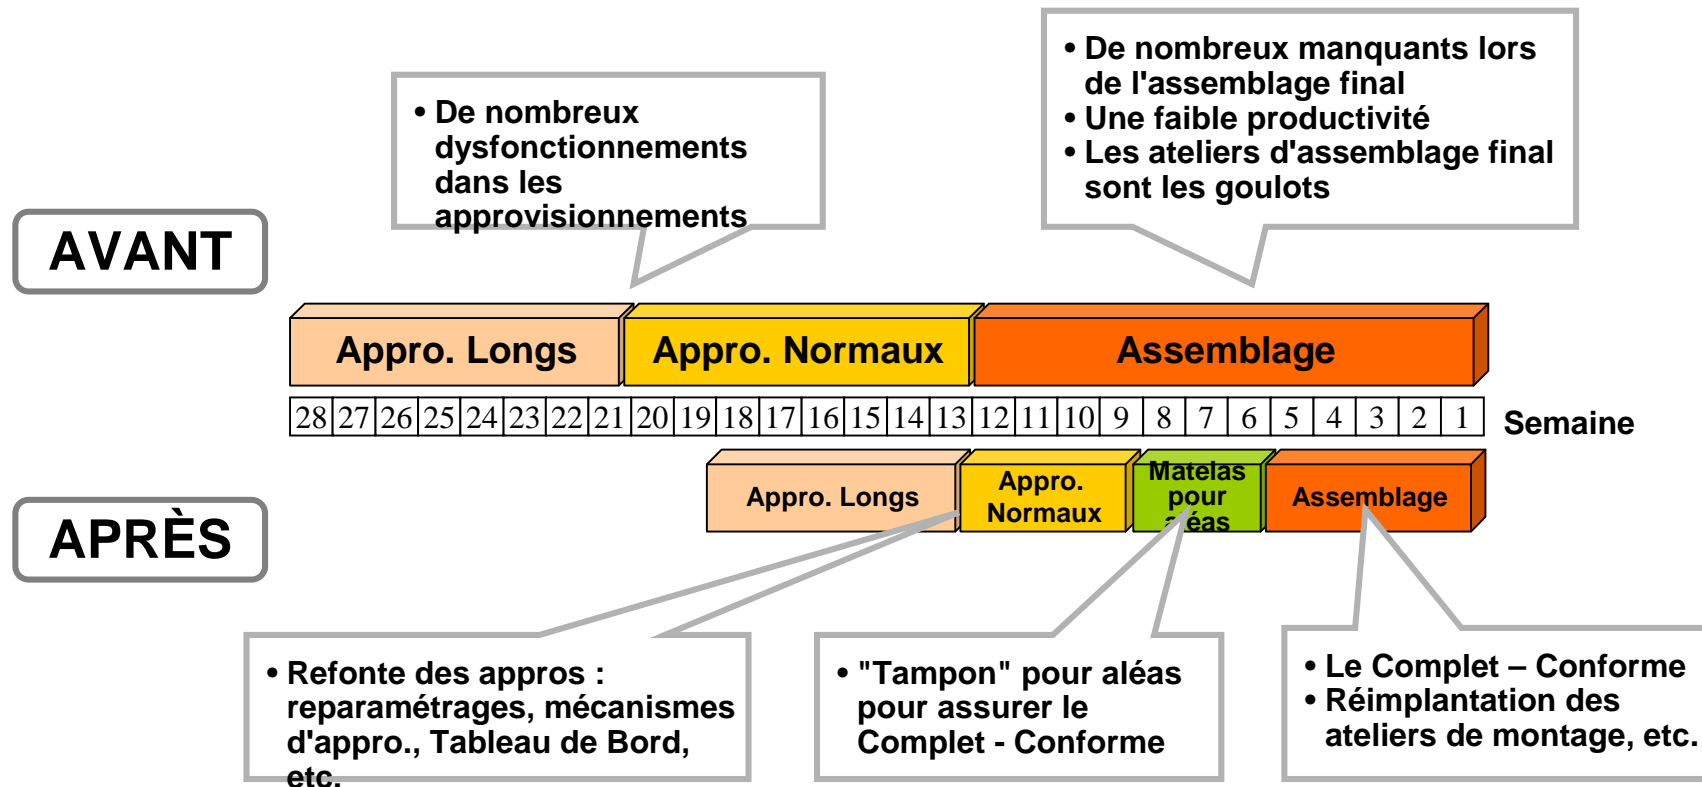 • De nombreux
dysfonctionnements
dans les
approvisionnements
• De nombreux manquants lors
de l'assemblage final
• Une faible productivité
• Les ateliers d'assemblage final
sont les goulots
AVANT
Appro. Longs
Appro. Normaux
Assemblage
28 27 26 25 24 23 22 21 20 19 18 17 16 15 14 13 12 11 10 9 8 7 6 5 4 3 2 1 Semaine
APRÈS
Appro. Longs
Appro.
Normaux
Matelas
pour
aléas
Assemblage
• Refonte des appros :
reparamétrages, mécanismes
d'appro., Tableau de Bord,
etc.
• "Tampon" pour aléas
pour assurer le
Complet - Conforme
• Le Complet – Conforme
• Réimplantation des
ateliers de montage, etc.